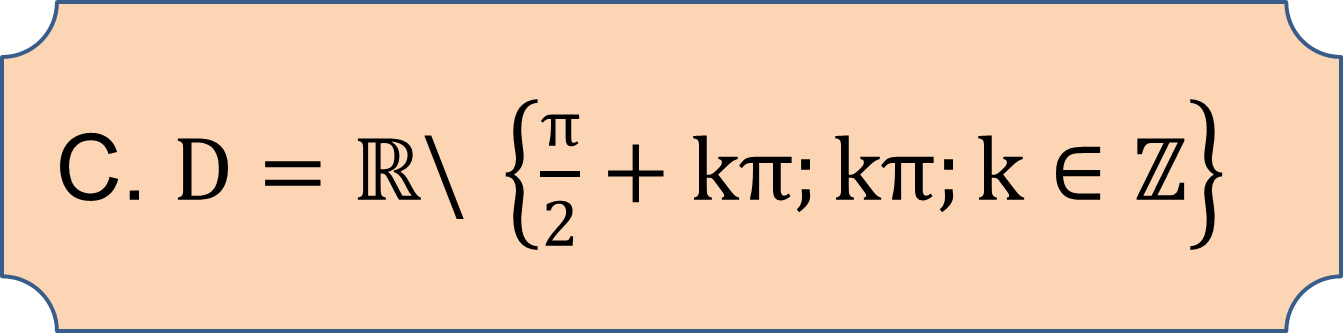 C. D = ℝ\ {π/2 + kπ; kπ; k ∈ ℤ}